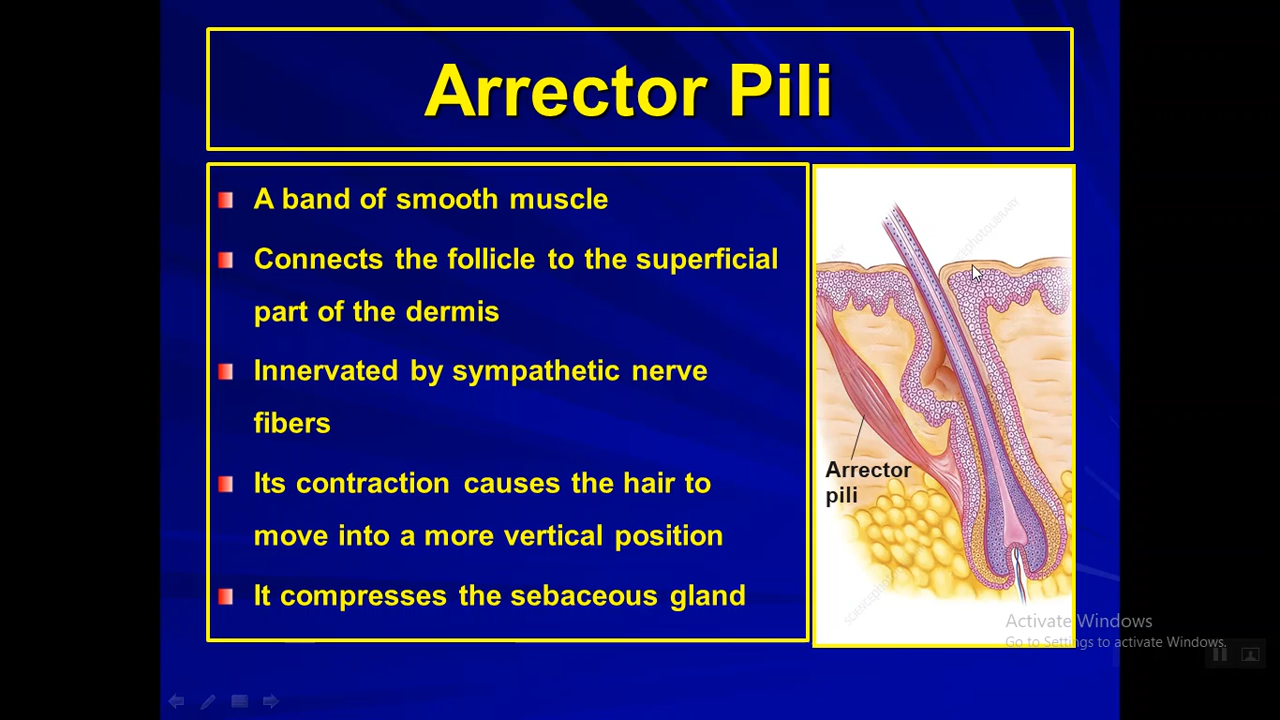 Arrector Pili
A band of smooth muscle
Connects the follicle to the superficial
part of the dermis
Innervated by sympathetic nerve
fibers
Its contraction causes the hair to
move into a more vertical position
It compresses the sebaceous gland
Arrector
pili
Activate Windows
Go to Settings to activate Windows.